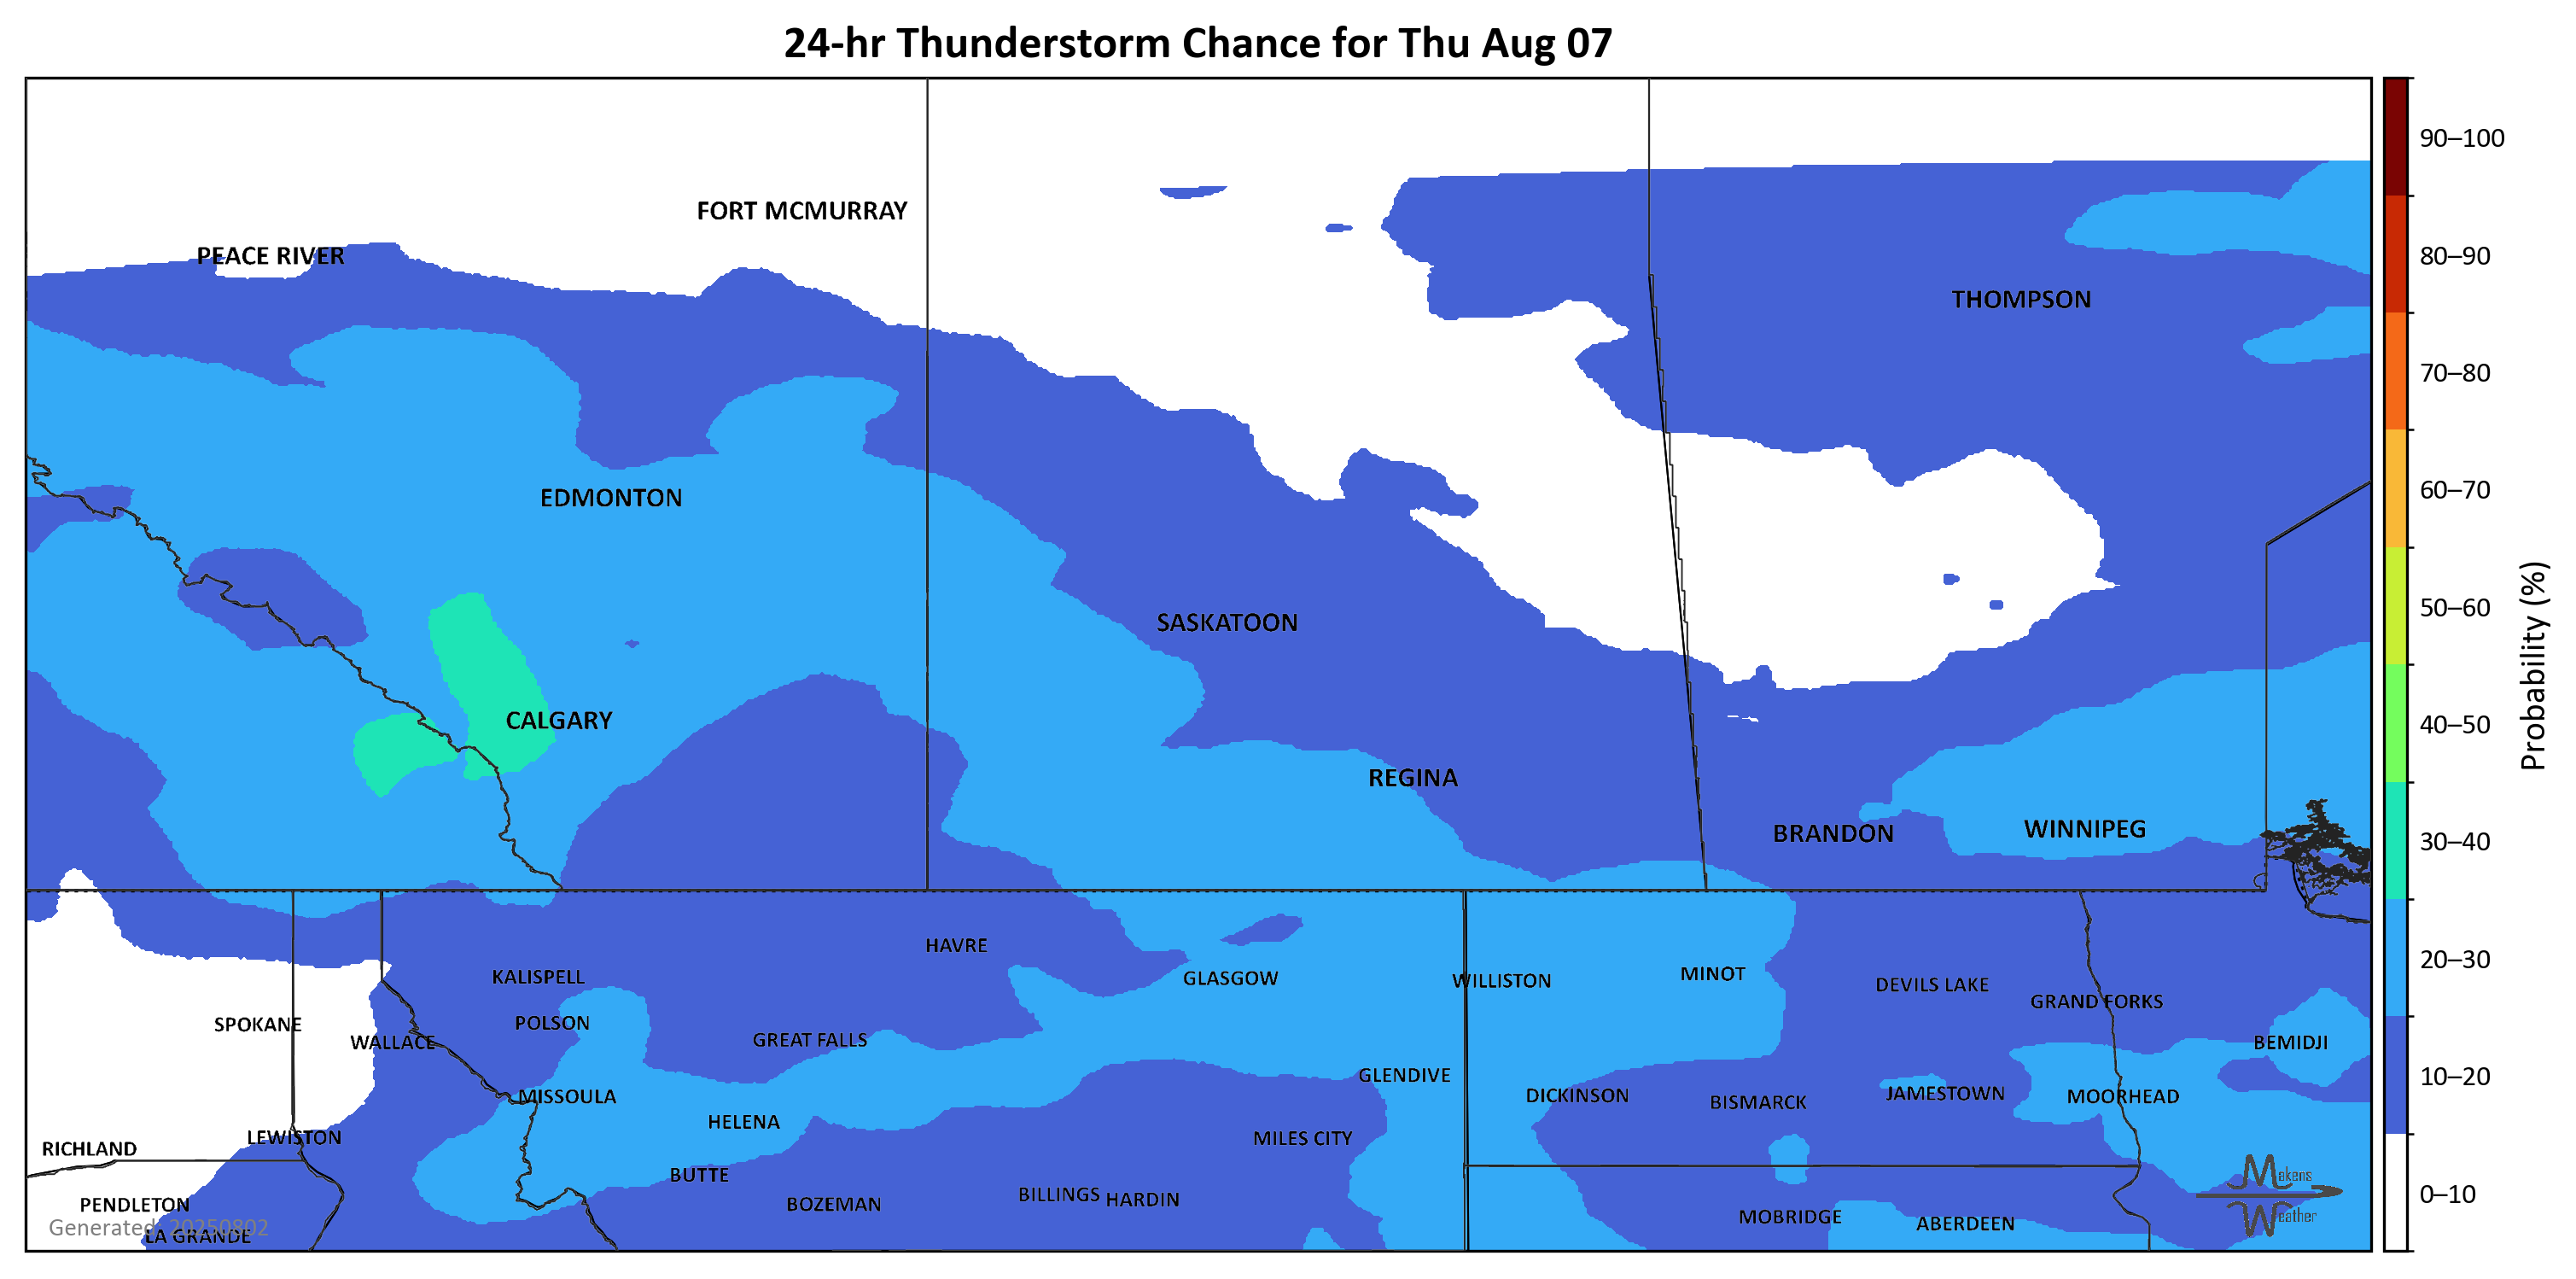 24-hr Thunderstorm Chance for Thu Aug 07
90–100
FORT MCMURRAY
PEACE RIVER
80–90
THOMPSON
70–80
60–70
EDMONTON
50–60
SASKATOON
Probability (%)
CALGARY
40–50
REGINA
WINNIPEG
BRANDON
30–40
HAVRE
20–30
MINOT
KALISPELL
GLASGOW
WILLISTON
DEVILS LAKE
GRAND FORKS
SPOKANE
POLSON
GREAT FALLS
WALLACE
BEMIDJI
GLENDIVE
10–20
MISSOULA
DICKINSON
JAMESTOWN
MOORHEAD
BISMARCK
HELENA
LEWISTON
MILES CITY
RICHLAND
BUTTE
Makens
BILLINGS
0–10
HARDIN
PENDLETON
BOZEMAN
MOBRIDGE
Weather
ABERDEEN
Generated: 20250802
LA GRANDE